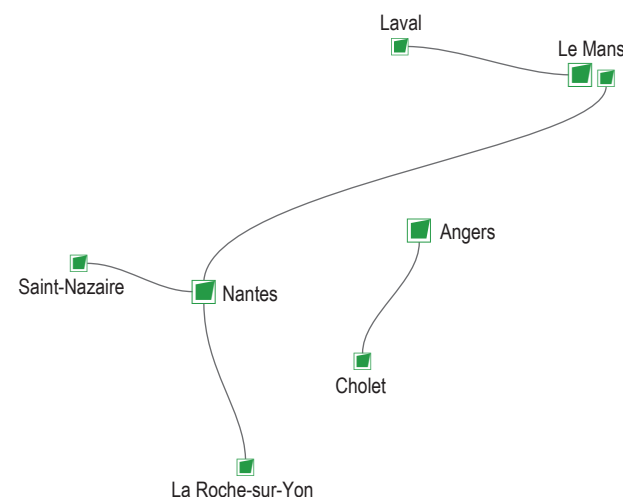 Laval
Le Mans
Angers
Saint-Nazaire
Nantes
Cholet
La Roche-sur-Yon